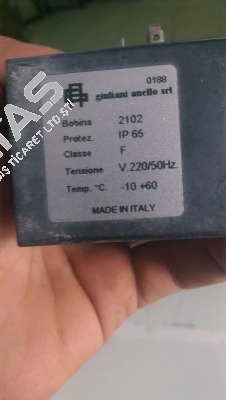 0188
giuliani anello srl
Bobina 2102
Protez. IP 65
Classe F
Tensione V.220/50Hz.
Temp. °C. -10 +60
MADE IN ITALY